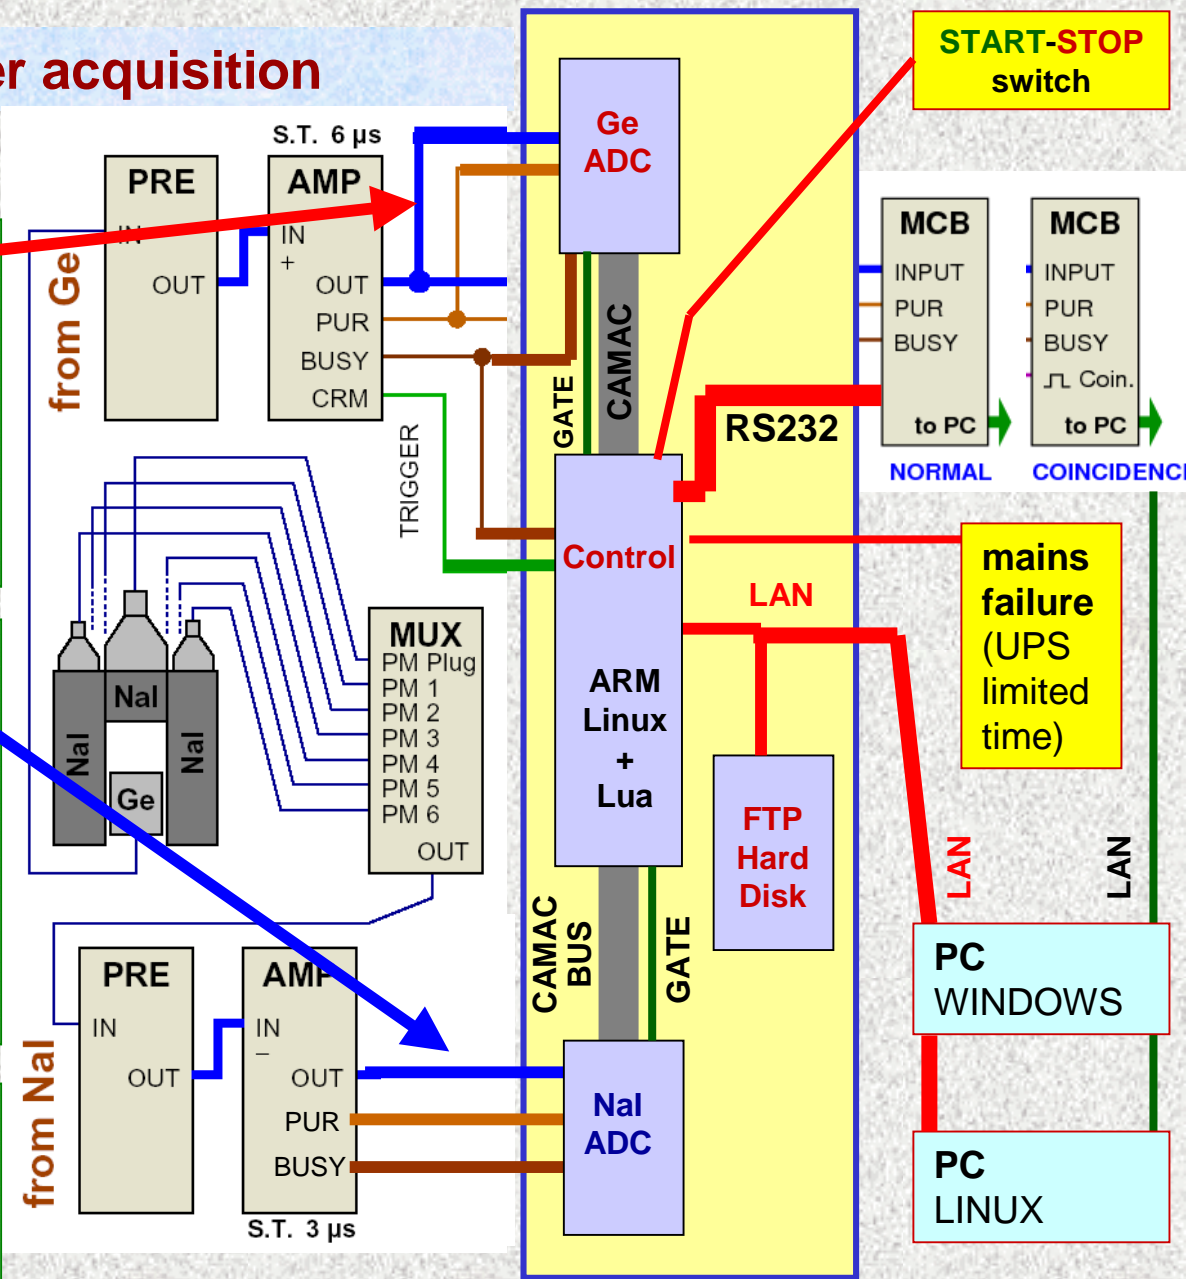 er acquisition
START-STOP
switch
S.T. 6 µs
PRE
IN
OUT
from Ge
AMP
IN
+
OUT
PUR
BUSY
CRM
TRIGGER
Ge
ADC
GATE
CAMAC
RS232
MCB
INPUT
PUR
BUSY
to PC
NORMAL
MCB
INPUT
PUR
BUSY
Coin.
to PC
COINCIDENCE
Control
ARM
Linux
+
Lua
LAN
mains
failure
(UPS
limited
time)
NaI
NaI
NaI
Ge
MUX
PM Plug
PM 1
PM 2
PM 3
PM 4
PM 5
PM 6
OUT
FTP
Hard
Disk
LAN
LAN
CAMAC
BUS
GATE
PC
WINDOWS
PC
LINUX
from NaI
PRE
IN
OUT
AMP
IN
–
OUT
PUR
BUSY
S.T. 3 µs
NaI
ADC